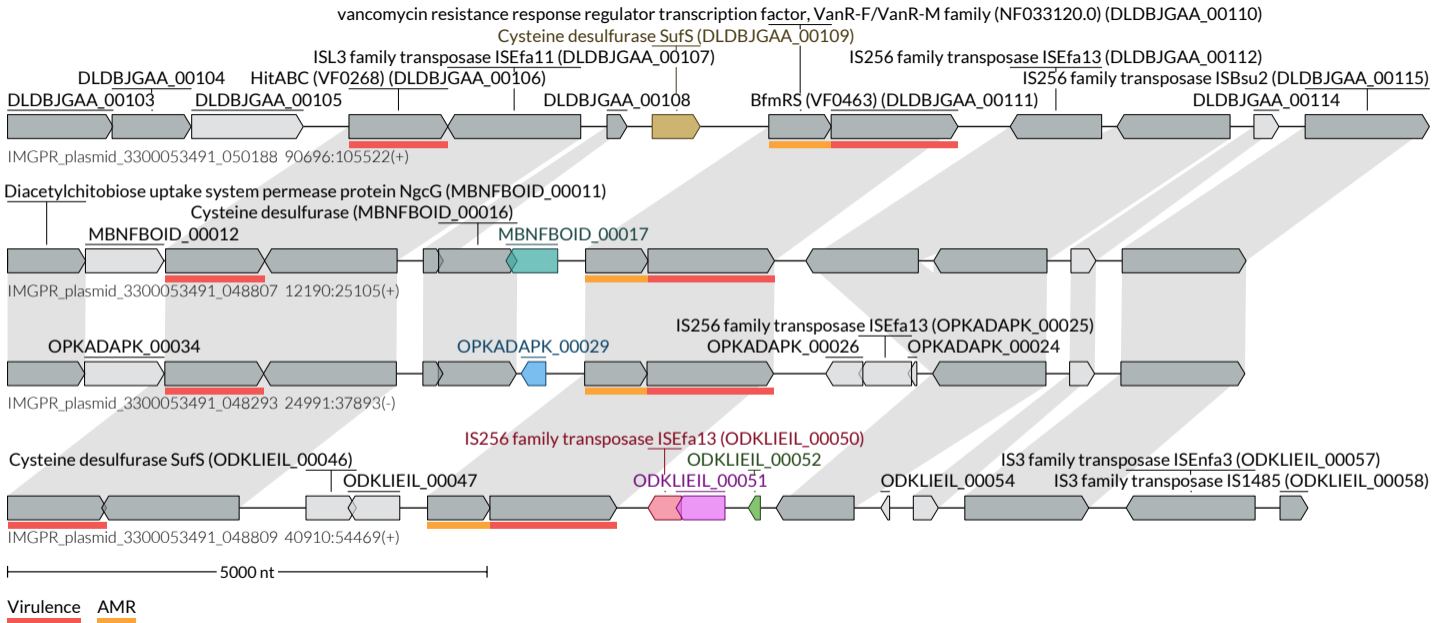 vancomycin resistance response regulator transcription factor, VanR-F/VanR-M family (NF033120.0) (DLDBJGAA_00110)
Cysteine desulfurase SufS (DLDBJGAA_00109)
ISL3 family transposase ISEfa11 (DLDBJGAA_00107) IS256 family transposase ISEfa13 (DLDBJGAA_00112)
DLDBJGAA_00104 HitABC (VF0268) (DLDBJGAA_00106) IS256 family transposase ISBsu2 (DLDBJGAA_00115)
DLDBJGAA_00103 DLDBJGAA_00105 DLDBJGAA_00108 BfmRS (VF0463) (DLDBJGAA_00111) DLDBJGAA_00114
IMGPR_plasmid_3300053491_050188 90696:105522(+)
Diacetylchitobiose uptake system permease protein NgcG (MBNFBOID_00011)
Cysteine desulfurase (MBNFBOID_00016)
MBNFBOID_00012 MBNFBOID_00017
IMGPR_plasmid_3300053491_048807 12190:25105(+)
IS256 family transposase ISEfa13 (OPKADAPK_00025)
OPKADAPK_00034 OPKADAPK_00029 OPKADAPK_00026 OPKADAPK_00024
IMGPR_plasmid_3300053491_048293 24991:37893(-)
IS256 family transposase ISEfa13 (ODKLIEIL_00050)
Cysteine desulfurase SufS (ODKLIEIL_00046) ODKLIEIL_00052 IS3 family transposase ISEnfa3 (ODKLIEIL_00057)
ODKLIEIL_00047 ODKLIEIL_00051 ODKLIEIL_00054 IS3 family transposase IS1485 (ODKLIEIL_00058)
IMGPR_plasmid_3300053491_048809 40910:54469(+)
5000 nt
Virulence AMR